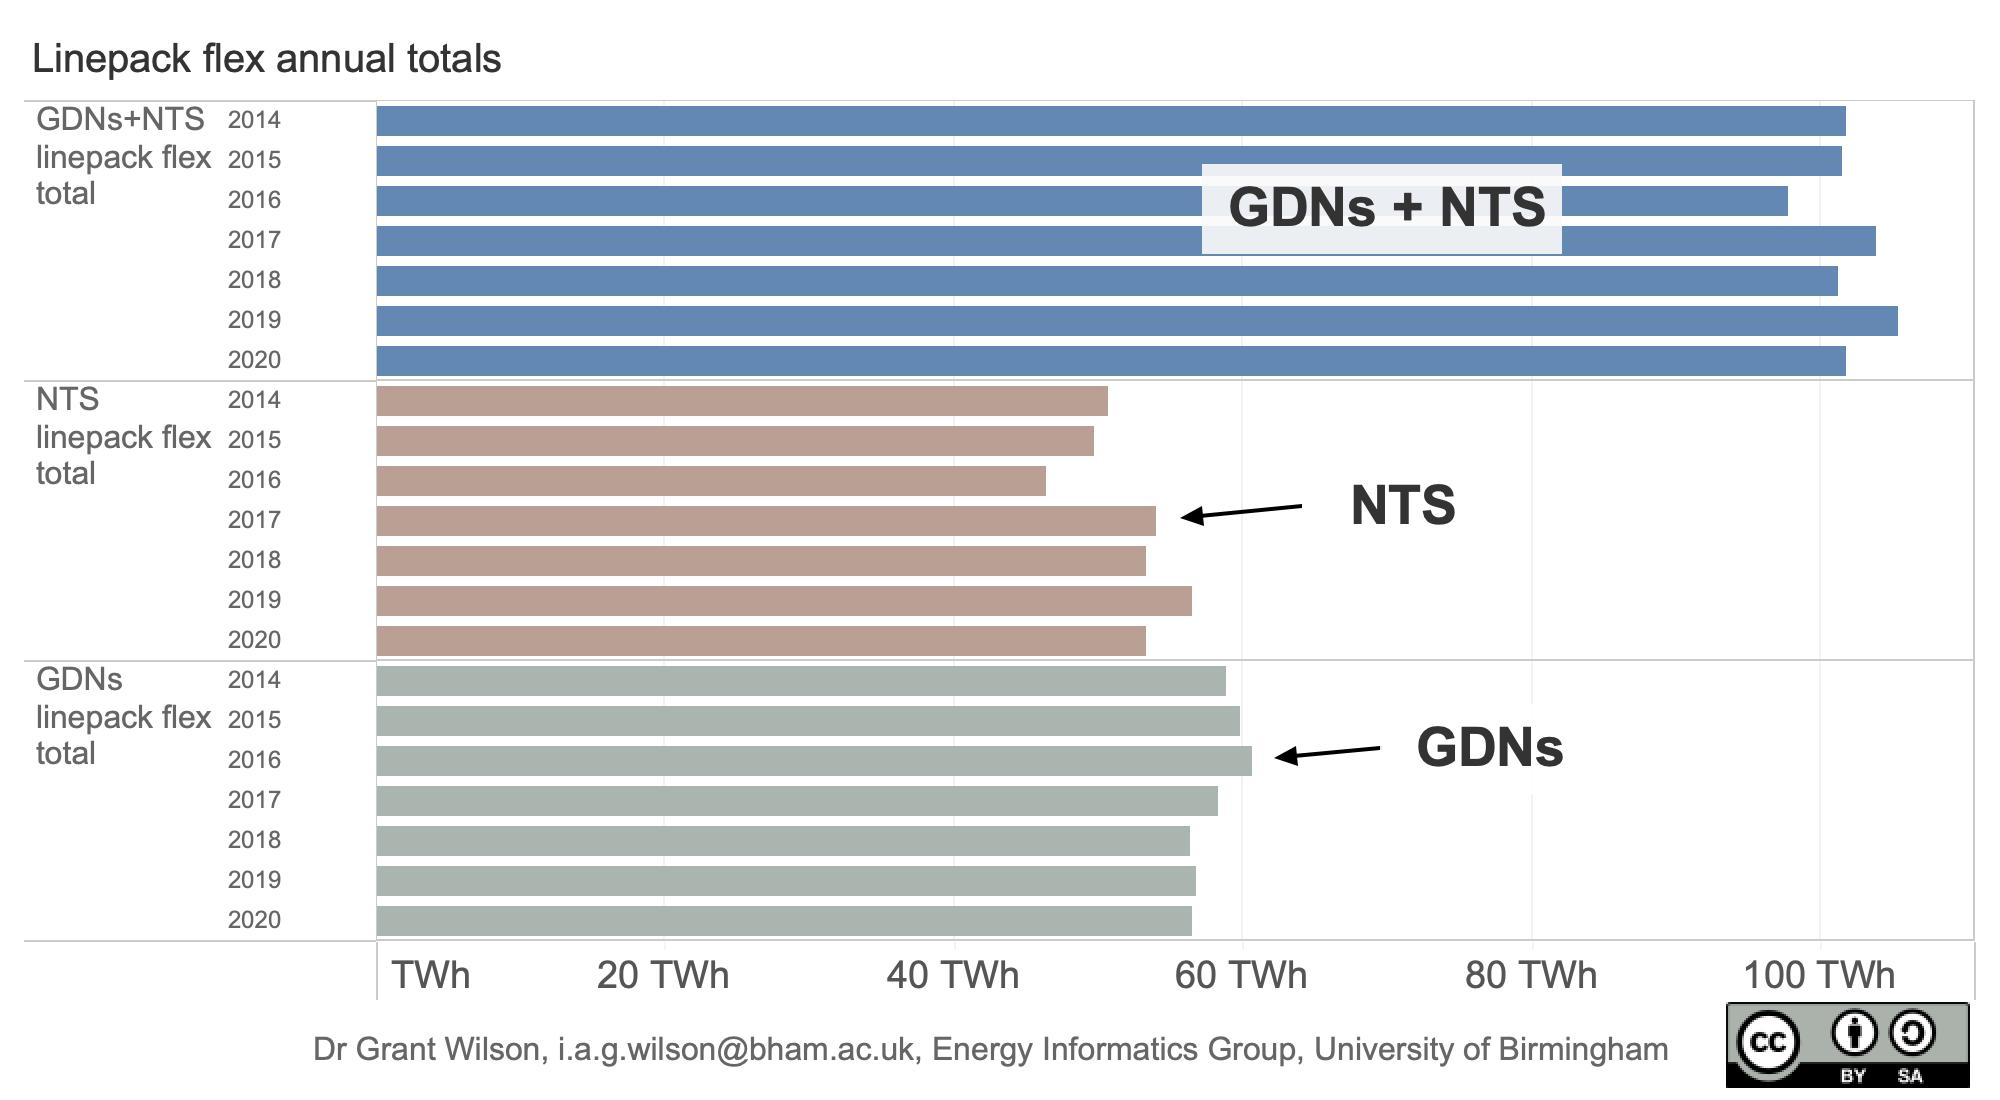 Linepack flex annual totals
GDNs+NTS
linepack flex
total
2014
2015
2016
2017
2018
2019
2020
GDNs + NTS
NTS
linepack flex
total
2014
2015
2016
2017
2018
2019
2020
NTS
GDNs
linepack flex
total
2014
2015
2016
2017
2018
2019
2020
GDNs
TWh 20 TWh 40 TWh 60 TWh 80 TWh 100 TWh
Dr Grant Wilson, i.a.g.wilson@bham.ac.uk, Energy Informatics Group, University of Birmingham
cc
BY SA